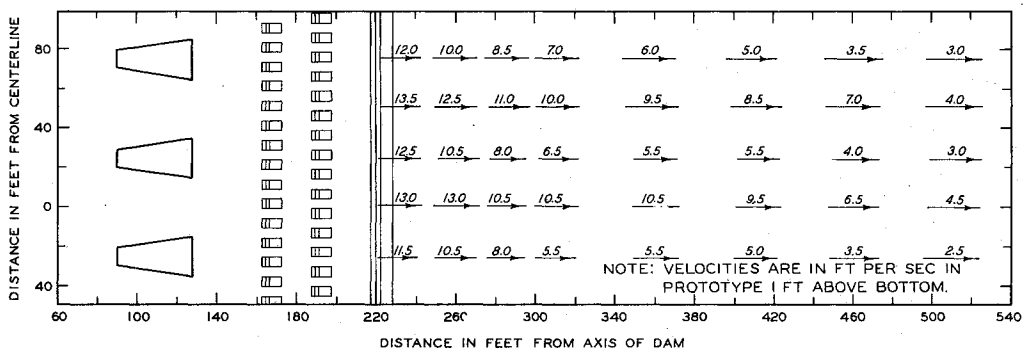 DISTANCE IN FEET FROM CENTERLINE
80
40
0
40
12.0 10.0 8.5 7.0 6.0 5.0 3.5 3.0
13.5 12.5 11.0 10.0 9.5 8.5 7.0 4.0
12.5 10.5 8.0 6.5 5.5 5.5 4.0 3.0
13.0 13.0 10.5 10.5 10.5 9.5 6.5 4.5
11.5 10.5 8.0 5.5 5.5 5.0 3.5 2.5
NOTE: VELOCITIES ARE IN FT PER SEC IN
PROTOTYPE 1 FT ABOVE BOTTOM.
60 100 140 180 220 260 300 340 380 420 460 500 540
DISTANCE IN FEET FROM AXIS OF DAM